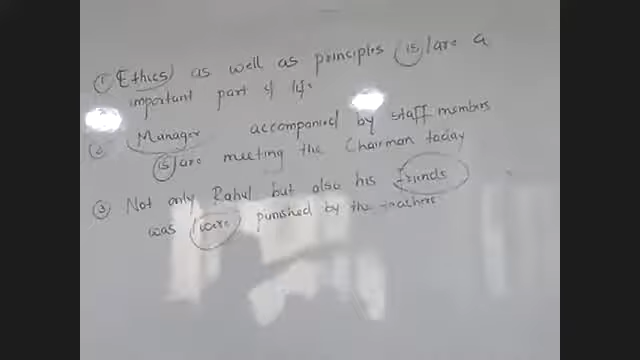 ① Ethics as well as principles is/are a
important part of life
② Manager accompanied by staff members
is/are meeting the Chairman today
③ Not only Rahul but also his friends
was/were punished by the teachers